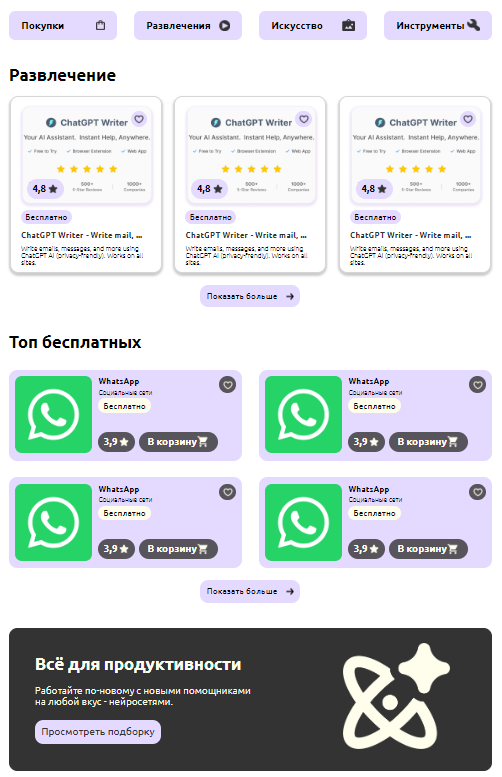 Покупки Развлечения Искусство Инструменты
Развлечение
ChatGPT Writer ChatGPT Writer ChatGPT Writer
Your AI Assistant. Instant Help, Anywhere. Your AI Assistant. Instant Help, Anywhere. Your AI Assistant. Instant Help, Anywhere.
✓ Free to Try ✓ Browser Extension ✓ Web App ✓ Free to Try ✓ Browser Extension ✓ Web App ✓ Free to Try ✓ Browser Extension ✓ Web App
4,8 500+ 1000+ 4,8 500+ 1000+ 4,8 500+ 1000+
5-Star Reviews Companies 5-Star Reviews Companies 5-Star Reviews Companies
Бесплатно Бесплатно Бесплатно
ChatGPT Writer - Write mail, ... ChatGPT Writer - Write mail, ... ChatGPT Writer - Write mail, ...
Write emails, messages, and more using Write emails, messages, and more using Write emails, messages, and more using
ChatGPT AI (privacy-frendly). Works on all ChatGPT AI (privacy-frendly). Works on all ChatGPT AI (privacy-frendly). Works on all
sites. sites. sites.
Показать больше
Топ бесплатных
WhatsApp WhatsApp
Социальные сети Социальные сети
Бесплатно Бесплатно
3,9 В корзину 3,9 В корзину
WhatsApp WhatsApp
Социальные сети Социальные сети
Бесплатно Бесплатно
3,9 В корзину 3,9 В корзину
Показать больше
Всё для продуктивности
Работайте по-новому с новыми помощниками
на любой вкус - нейросетями.
Просмотреть подборку